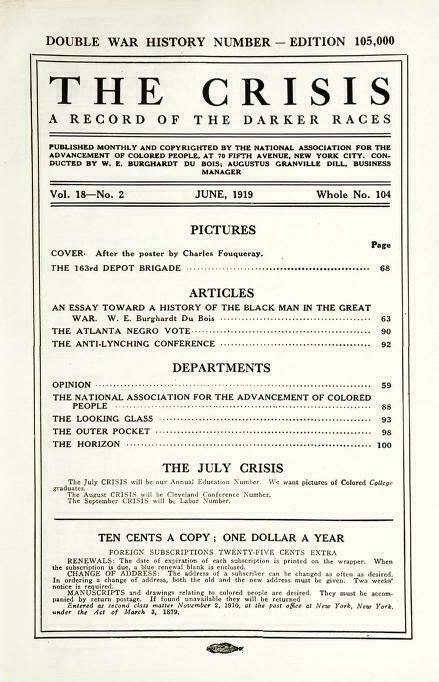 DOUBLE WAR HISTORY NUMBER — EDITION 105,000
THE CRISIS
A RECORD OF THE DARKER RACES
PUBLISHED MONTHLY AND COPYRIGHTED BY THE NATIONAL ASSOCIATION FOR THE
ADVANCEMENT OF COLORED PEOPLE, AT 70 FIFTH AVENUE, NEW YORK CITY. CON-
DUCTED BY W. E. BURGHARDT DU BOIS; AUGUSTUS GRANVILLE DILL, BUSINESS
MANAGER
Vol. 18—No. 2 JUNE, 1919 Whole No. 104
PICTURES
Page
COVER. After the poster by Charles Fouqueray.
THE 163rd DEPOT BRIGADE 68
ARTICLES
AN ESSAY TOWARD A HISTORY OF THE BLACK MAN IN THE GREAT
WAR. W. E. Burghardt Du Bois 63
THE ATLANTA NEGRO VOTE 90
THE ANTI-LYNCHING CONFERENCE 92
DEPARTMENTS
OPINION 59
THE NATIONAL ASSOCIATION FOR THE ADVANCEMENT OF COLORED
PEOPLE 88
THE LOOKING GLASS 93
THE OUTER POCKET 98
THE HORIZON 100
THE JULY CRISIS
The July CRISIS will be our Annual Education Number. We want pictures of Colored College
graduates.
The August CRISIS will be Cleveland Conference Number.
The September CRISIS will be Labor Number.
TEN CENTS A COPY; ONE DOLLAR A YEAR
FOREIGN SUBSCRIPTIONS TWENTY-FIVE CENTS EXTRA
RENEWALS: The date of expiration of each subscription is printed on the wrapper. When
the subscription is due, a blue renewal blank is enclosed.
CHANGE OF ADDRESS: The address of a subscriber can be changed as often as desired.
In ordering a change of address, both the old and the new address must be given. Two weeks'
notice is required.
MANUSCRIPTS and drawings relating to colored people are desired. They must be accom-
panied by return postage. If found unavailable they will be returned
Entered as second class matter November 2, 1910, at the post office at New York, New York,
under the Act of March 3, 1879.